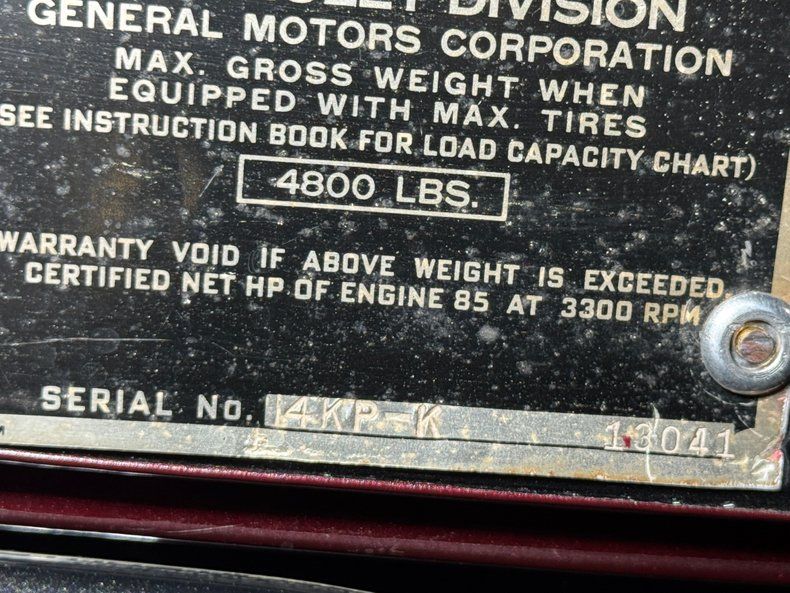 DIVISION
GENERAL MOTORS CORPORATION
MAX. GROSS WEIGHT WHEN
EQUIPPED WITH MAX. TIRES
SEE INSTRUCTION BOOK FOR LOAD CAPACITY CHART)
4800 LBS.
WARRANTY VOID IF ABOVE WEIGHT IS EXCEEDED.
CERTIFIED NET HP OF ENGINE 85 AT 3300 RPM
SERIAL No. 14KP-K 13041